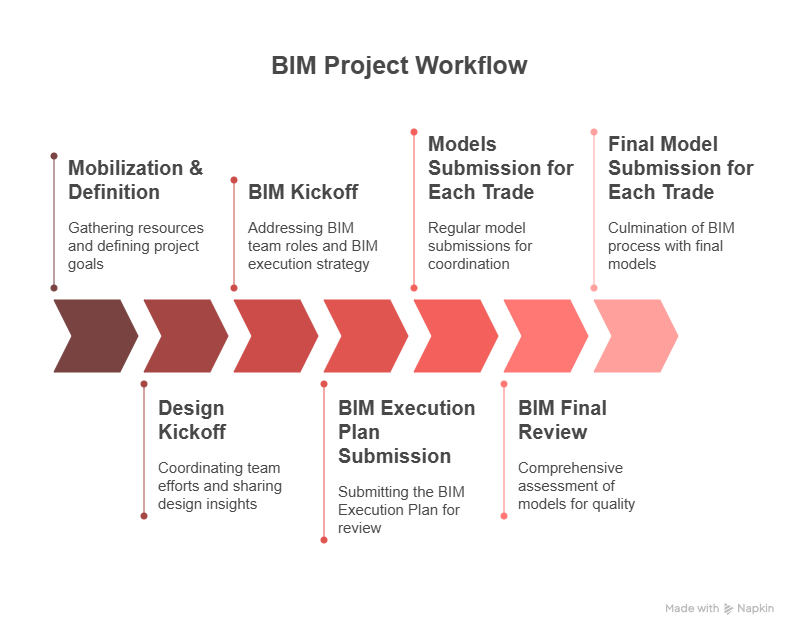 BIM Project Workflow
Mobilization &
Definition
Gathering resources
and defining project
goals
BIM Kickoff
Addressing BIM
team roles and BIM
execution strategy
Models
Submission for
Each Trade
Regular model
submissions for
coordination
Final Model
Submission for
Each Trade
Culmination of BIM
process with final
models
Design
Kickoff
Coordinating team
efforts and sharing
design insights
BIM Execution
Plan
Submission
Submitting the BIM
Execution Plan for
review
BIM Final
Review
Comprehensive
assessment of
models for quality
Made with Napkin